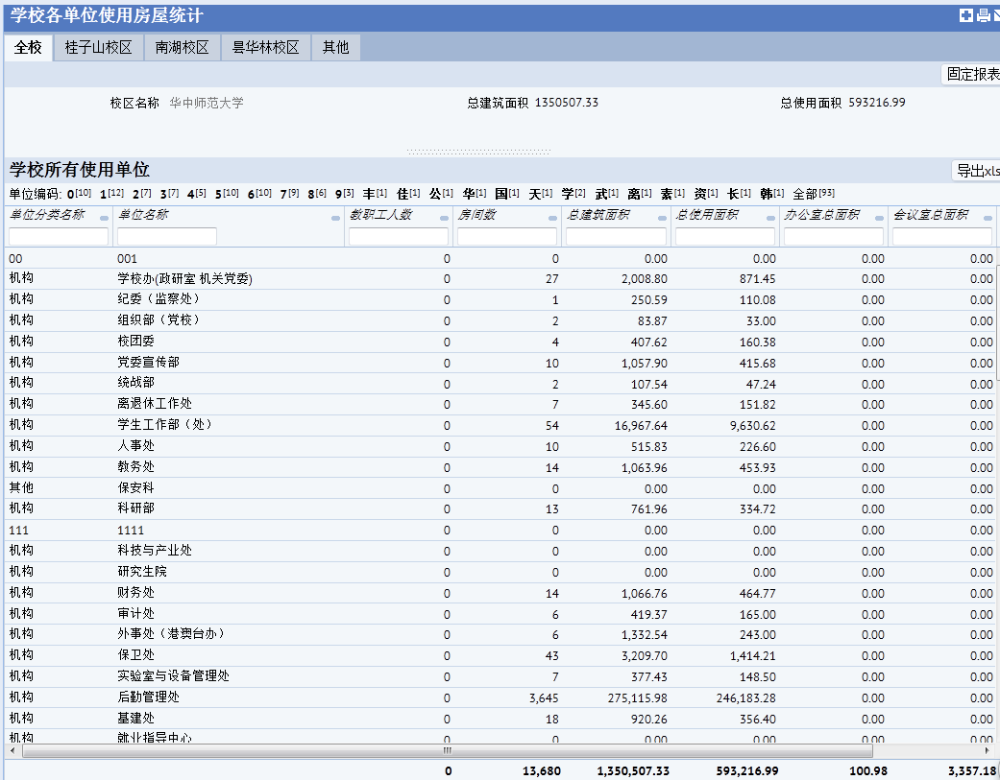 学校各单位使用房屋统计
全校 桂子山校区 南湖校区 昙华林校区 其他
固定报表
校区名称 华中师范大学 总建筑面积 1350507.33 总使用面积 593216.99
学校所有使用单位 导出xls
单位编码: 0[10] 1[12] 2[7] 3[7] 4[5] 5[10] 6[10] 7[9] 8[6] 9[3] 丰[1] 佳[1] 公[1] 华[1] 国[1] 天[1] 学[2] 武[1] 离[1] 素[1] 资[1] 长[1] 韩[1] 全部[93]
单位分类名称 单位名称 教职工人数 房间数 总建筑面积 总使用面积 办公室总面积 会议室总面积
00 001 0 0 0.00 0.00 0.00 0.00
机构 学校办(政研室 机关党委) 0 27 2,008.80 871.45 0.00 0.00
机构 纪委（监察处） 0 1 250.59 110.08 0.00 0.00
机构 组织部（党校） 0 2 83.87 33.00 0.00 0.00
机构 校团委 0 4 407.62 160.38 0.00 0.00
机构 党委宣传部 0 10 1,057.90 415.68 0.00 0.00
机构 统战部 0 2 107.54 47.24 0.00 0.00
机构 离退休工作处 0 7 345.60 151.82 0.00 0.00
机构 学生工作部（处） 0 54 16,967.64 9,630.62 0.00 0.00
机构 人事处 0 10 515.83 226.60 0.00 0.00
机构 教务处 0 14 1,063.96 453.93 0.00 0.00
其他 保安科 0 0 0.00 0.00 0.00 0.00
机构 科研部 0 13 761.96 334.72 0.00 0.00
111 1111 0 0 0.00 0.00 0.00 0.00
机构 科技与产业处 0 0 0.00 0.00 0.00 0.00
机构 研究生院 0 0 0.00 0.00 0.00 0.00
机构 财务处 0 14 1,066.76 464.77 0.00 0.00
机构 审计处 0 6 419.37 165.00 0.00 0.00
机构 外事处（港澳台办） 0 6 1,332.54 243.00 0.00 0.00
机构 保卫处 0 43 3,209.70 1,414.21 0.00 0.00
机构 实验室与设备管理处 0 7 377.43 148.50 0.00 0.00
机构 后勤管理处 0 3,645 275,115.98 246,183.28 0.00 0.00
机构 基建处 0 18 920.26 356.40 0.00 0.00
机构 就业指导中心 0 0 0.00 0.00 0.00 0.00
0 13,680 1,350,507.33 593,216.99 100.98 3,357.18